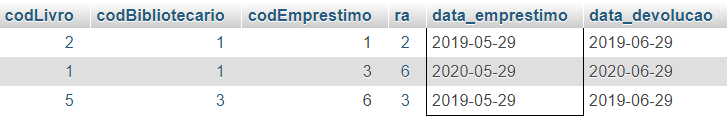 codLivro codBibliotecario codEmprestimo ra data_emprestimo data_devolucao
2 1 1 2 2019-05-29 2019-06-29
1 1 3 6 2020-05-29 2020-06-29
5 3 6 3 2019-05-29 2019-06-29